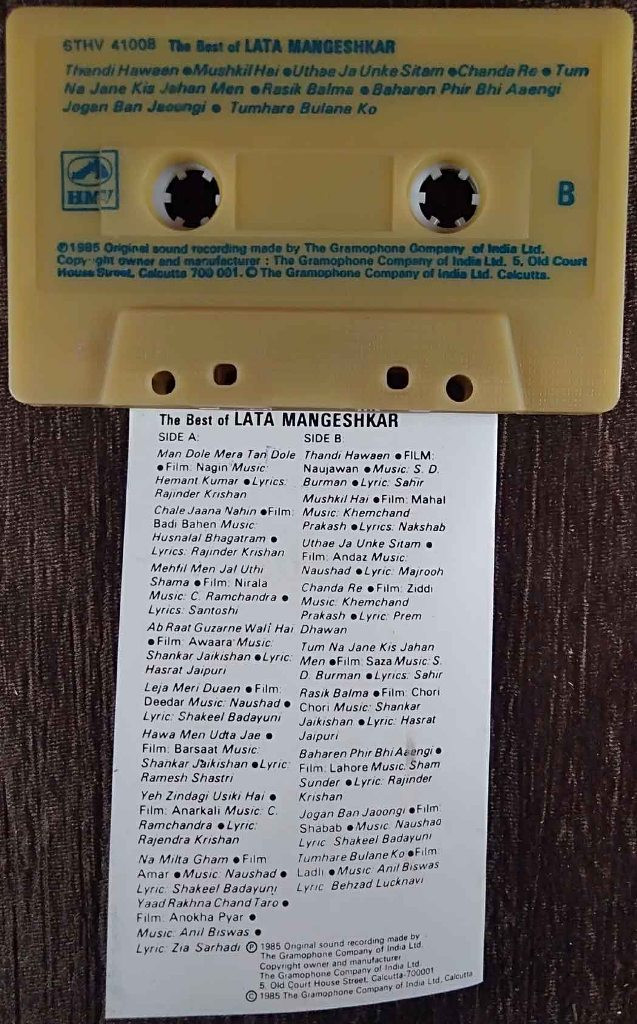 6THV 41008 The Best of LATA MANGESHKAR
Thandi Hawaen ●Mushkil Hai ●Uthae Ja Unke Sitam ●Chanda Re ● Tum
Na Jane Kis Jahan Men ●Rasik Balma ●Baharen Phir Bhi Aaengi
Jogan Ban Jaoongi ● Tumhare Bulane Ko
HMV
B
℗1985 Original sound recording made by The Gramophone Company of India Ltd.
Copyright owner and manufacturer : The Gramophone Company of India Ltd. 5, Old Court
House Street, Calcutta 700 001. © The Gramophone Company of India Ltd. Calcutta.
The Best of LATA MANGESHKAR
SIDE A:
Man Dole Mera Tan Dole
●Film: Nagin Music:
Hemant Kumar ●Lyrics:
Rajinder Krishan
Chale Jaana Nahin ●Film:
Badi Bahen Music:
Husnalal Bhagatram ●
Lyrics: Rajinder Krishan
Mehfil Men Jal Uthi
Shama ●Film: Nirala
Music: C. Ramchandra ●
Lyrics: Santoshi
Ab Raat Guzarne Wali Hai
●Film: Awaara Music:
Shankar Jaikishan ●Lyric:
Hasrat Jaipuri
Leja Meri Duaen ●Film:
Deedar Music: Naushad ●
Lyric: Shakeel Badayuni
Hawa Men Udta Jae ●
Film: Barsaat Music:
Shankar Jaikishan ●Lyric:
Ramesh Shastri
Yeh Zindagi Usiki Hai ●
Film: Anarkali Music: C.
Ramchandra ●Lyric:
Rajendra Krishan
Na Milta Gham ●Film
Amar ●Music: Naushad ●
Lyric: Shakeel Badayuni
Yaad Rakhna Chand Taro ●
Film: Anokha Pyar ●
Music: Anil Biswas ●
Lyric: Zia Sarhadi
SIDE B:
Thandi Hawaen ●FILM:
Naujawan ●Music: S. D.
Burman ●Lyrics: Sahir
Mushkil Hai ●Film: Mahal
Music: Khemchand
Prakash ●Lyrics: Nakshab
Uthae Ja Unke Sitam ●
Film: Andaz Music:
Naushad ●Lyric: Majrooh
Chanda Re ●Film: Ziddi
Music: Khemchand
Prakash ●Lyric: Prem
Dhawan
Tum Na Jane Kis Jahan
Men ●Film: Saza Music: S.
D. Burman ●Lyrics: Sahir
Rasik Balma ●Film: Chori
Chori Music: Shankar
Jaikishan ●Lyric: Hasrat
Jaipuri
Baharen Phir Bhi Aaengi ●
Film: Lahore Music: Sham
Sunder ●Lyric: Rajinder
Krishan
Jogan Ban Jaoongi ●Film:
Shabab ●Music: Naushad
Lyric: Shakeel Badayuni
Tumhare Bulane Ko ●Film:
Ladli ●Music: Anil Biswas
Lyric: Behzad Lucknavi
℗ 1985 Original sound recording made by
The Gramophone Company of India Ltd.
Copyright owner and manufacturer
The Gramophone Company of India Ltd.
5, Old Court House Street, Calcutta-700001
© 1985 The Gramophone Company of India Ltd, Calcutta